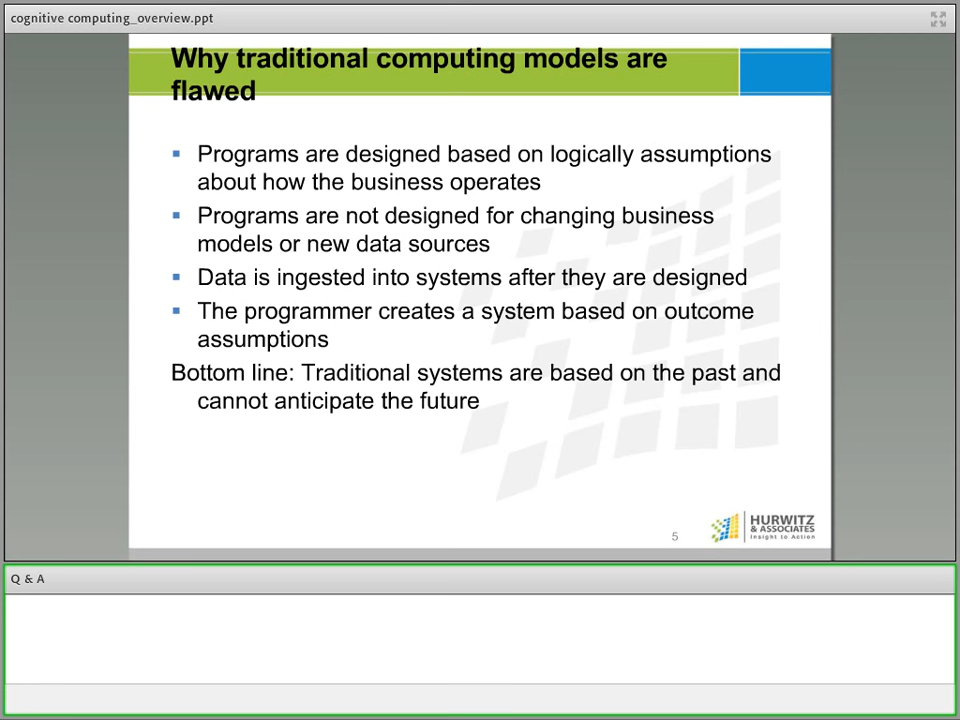 cognitive computing_overview.ppt
Why traditional computing models are
flawed
Programs are designed based on logically assumptions
about how the business operates
Programs are not designed for changing business
models or new data sources
Data is ingested into systems after they are designed
The programmer creates a system based on outcome
assumptions
Bottom line: Traditional systems are based on the past and
cannot anticipate the future
5
HURWITZ
& ASSOCIATES
Insight to Action
Q & A